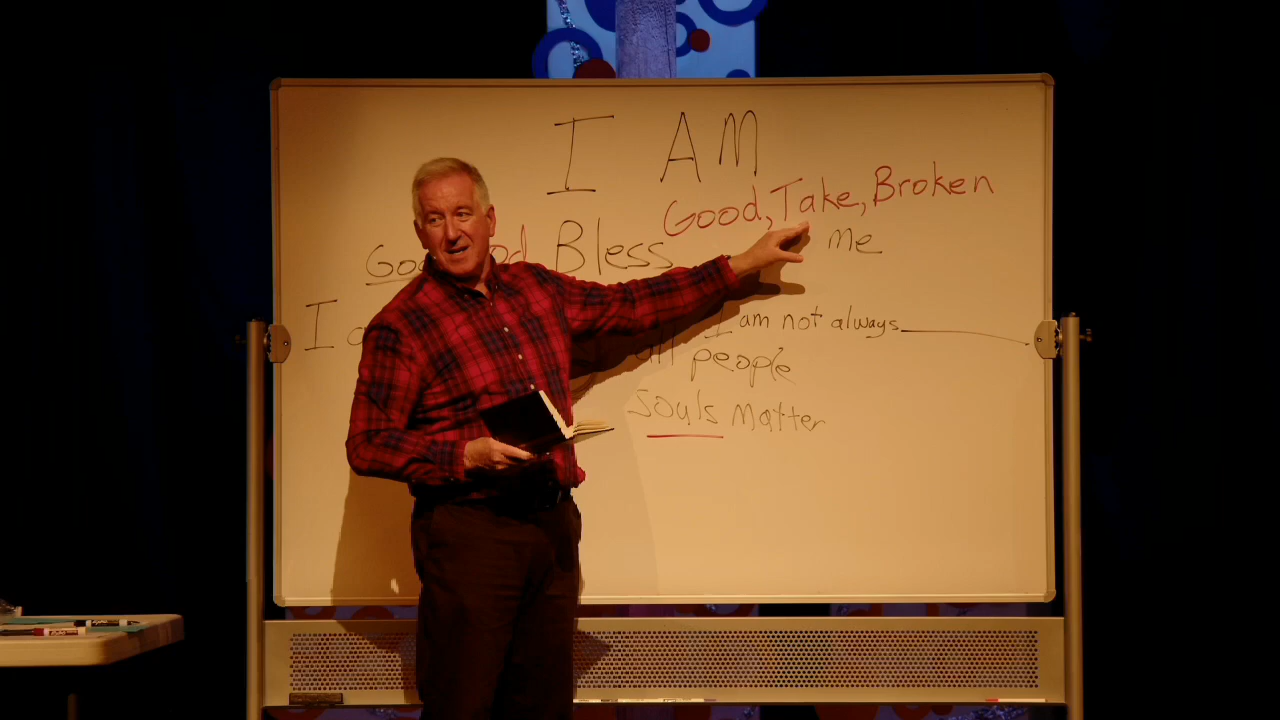 I AM
Good, Take, Broken
Bless me
I am not always
people
souls matter